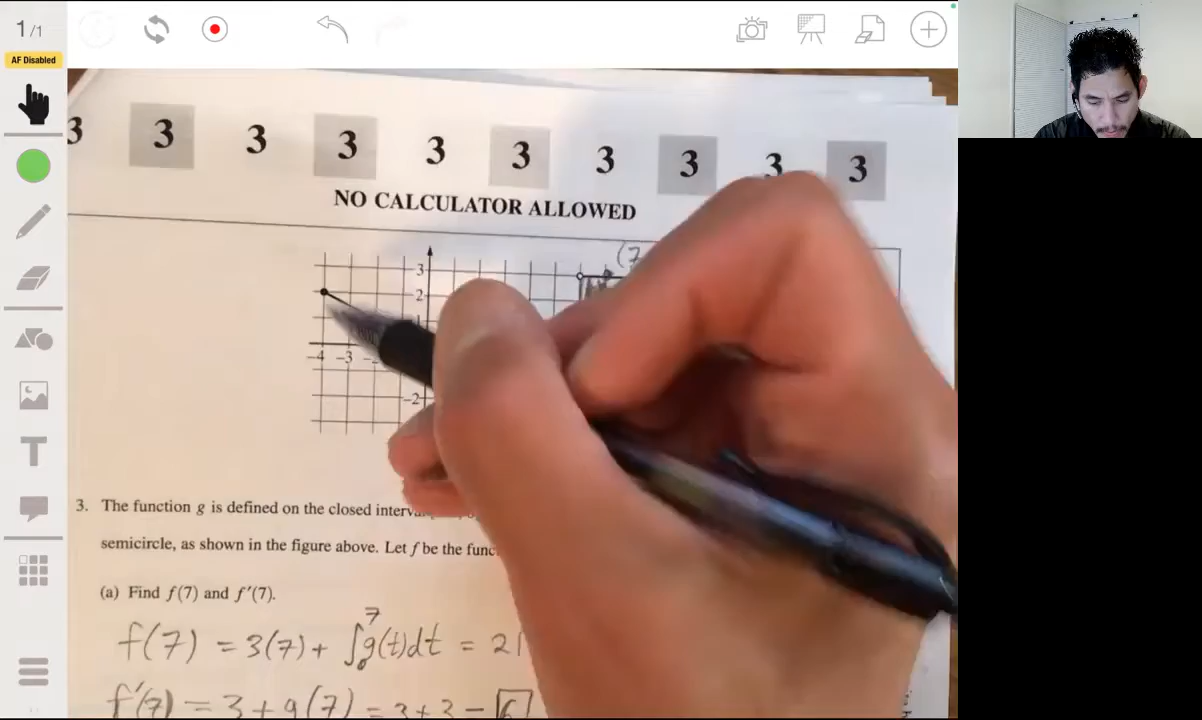 1/1
AF Disabled
3 3 3 3 3 3 3 3 3 3
NO CALCULATOR ALLOWED
(7
3
2
-4 -3
-2
3. The function g is defined on the closed
semicircle, as shown in the figure above. Let f be the
(a) Find f(7) and f′(7).
f(7) = 3(7) + ∫₀⁷ g(t)dt = 21
f′(7) = 3 + g(7) = 3 + 3 = 6
T